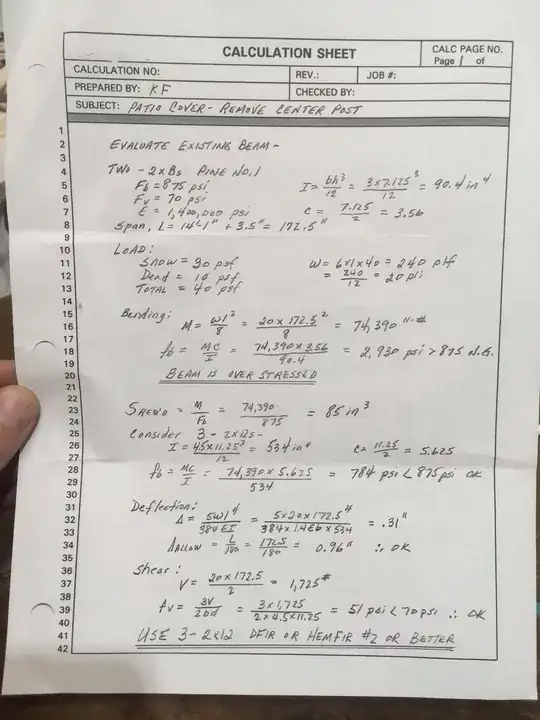 CALCULATION SHEET
CALC PAGE NO.
Page 1 of
CALCULATION NO:
REV.:
JOB #:
PREPARED BY: KF
CHECKED BY:
SUBJECT: PATIO COVER - REMOVE CENTER POST
1
2 EVALUATE EXISTING BEAM -
3
4 TWO - 2x8s PINE NO.1
5 Fb = 875 psi I = bh³/12 = 3x7.125³/12 = 90.4 in⁴
6 Fv = 70 psi
7 E = 1,400,000 psi C = 7.125/2 = 3.56
8 Span, L = 14'-1" + 3.5" = 172.5"
9
10 LOAD:
11 SNOW = 30 psf W = 6x1x40 = 240 plf
12 Dead = 10 psf = 240/12 = 20 pli
13 TOTAL = 40 psf
14
15 Bending:
16 M = wl²/8 = 20 x 172.5²/8 = 74,390 "-#
17
18 fb = MC/I = 74,390 x 3.56/90.4 = 2,930 psi > 875 N.G.
19
20 BEAM IS OVER STRESSED
21
22
23 SREQ'D = M/Fb = 74,390/875 = 85 in³
24
25 Consider 3 - 2x12s -
26 I = 4.5x11.25³/12 = 534 in⁴ C = 11.25/2 = 5.625
27
28 fb = MC/I = 74,390 x 5.625/534 = 784 psi < 875 psi OK
29
30
31 Deflection:
32 Δ = 5wl⁴/384EI = 5x20x172.5⁴/384x1.4E6x534 = .31"
33
34 ΔALLOW = L/180 = 172.5/180 = 0.96" ∴ OK
35
36 Shear:
37 V = 20 x 172.5/2 = 1,725#
38
39 fv = 3V/2bd = 3 x 1,725/2 x 4.5 x 11.25 = 51 psi < 70 psi ∴ OK
40
41 USE 3 - 2x12 DFIR OR HEMFIR #2 OR BETTER
42